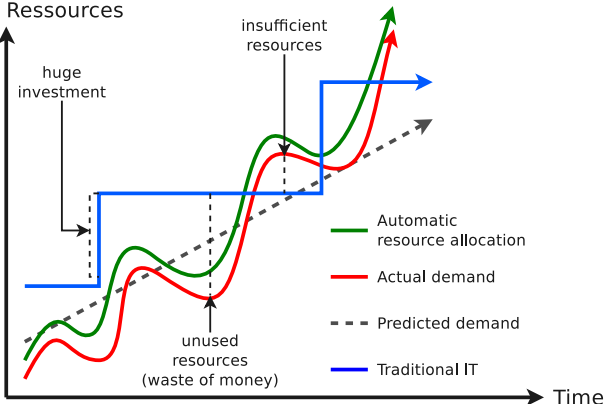 Ressources
insufficient
resources
huge
investment
Automatic
resource allocation
Actual demand
Predicted demand
unused
resources
(waste of money)
Traditional IT
Time